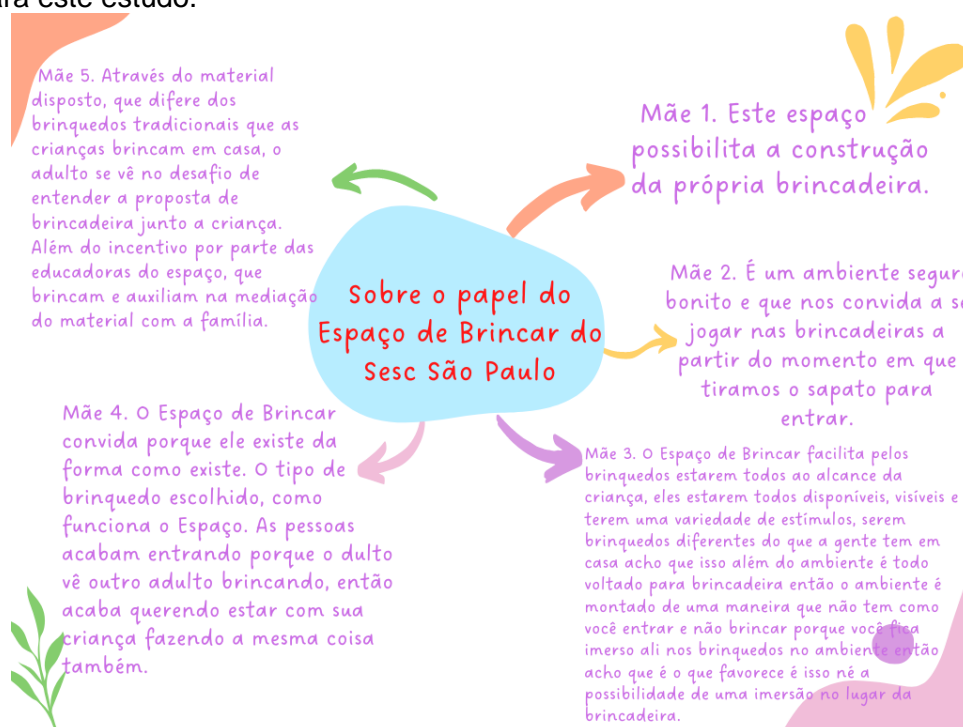 ara este estudo.
Mãe 5. Através do material
disposto, que difere dos
brinquedos tradicionais que as
crianças brincam em casa, o
adulto se vê no desafio de
entender a proposta de
brincadeira junto a criança.
Além do incentivo por parte das
educadoras do espaço, que
brincam e auxiliam na mediação
do material com a família.
Mãe 1. Este espaço
possibilita a construção
da própria brincadeira.
Sobre o papel do
Espaço de Brincar do
Sesc São Paulo
Mãe 2. É um ambiente segur
bonito e que nos convida a s
jogar nas brincadeiras a
partir do momento em que
tiramos o sapato para
entrar.
Mãe 4. O Espaço de Brincar
convida porque ele existe da
forma como existe. O tipo de
brinquedo escolhido, como
funciona o Espaço. As pessoas
acabam entrando porque o dulto
vê outro adulto brincando, então
acaba querendo estar com sua
criança fazendo a mesma coisa
também.
Mãe 3. O Espaço de Brincar facilita pelos
brinquedos estarem todos ao alcance da
criança, eles estarem todos disponíveis, visíveis e
terem uma variedade de estímulos, serem
brinquedos diferentes do que a gente tem em
casa acho que isso além do ambiente é todo
voltado para brincadeira então o ambiente é
montado de uma maneira que não tem como
você entrar e não brincar porque você fica
imerso ali nos brinquedos no ambiente então
acho que é o que favorece é isso né a
possibilidade de uma imersão no lugar da
brincadeira.